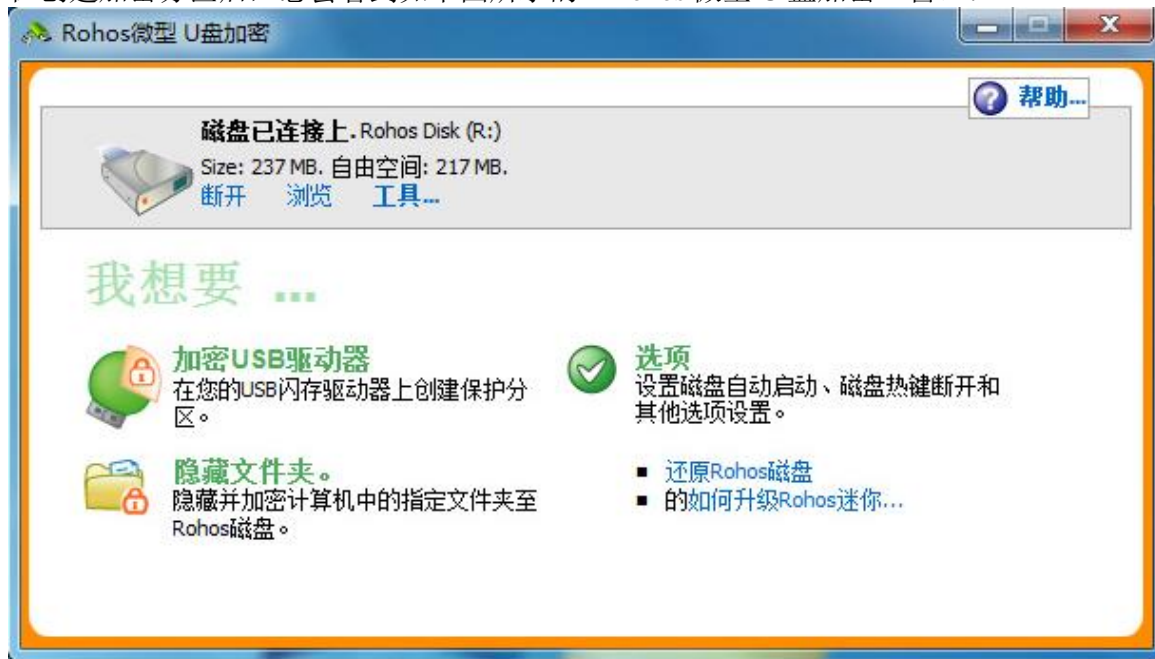 Rohos微型 U盘加密
帮助...
磁盘已连接上. Rohos Disk (R:)
Size: 237 MB. 自由空间: 217 MB.
断开 浏览 工具...
我想要 ...
加密USB驱动器
在您的USB闪存驱动器上创建保护分
区。
选项
设置磁盘自动启动、磁盘热键断开和
其他选项设置。
隐藏文件夹。
隐藏并加密计算机中的指定文件夹至
Rohos磁盘。
还原Rohos磁盘
的如何升级Rohos迷你...